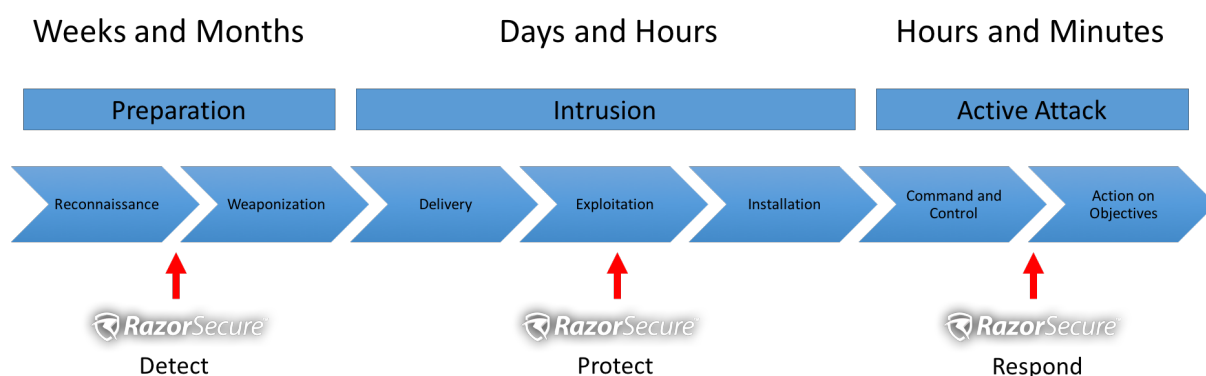 Weeks and Months
Days and Hours
Hours and Minutes
Preparation
Intrusion
Active Attack
Reconnaissance
Weaponization
Delivery
Exploitation
Installation
Command and
Control
Action on
Objectives
RazorSecure
RazorSecure
RazorSecure
Detect
Protect
Respond